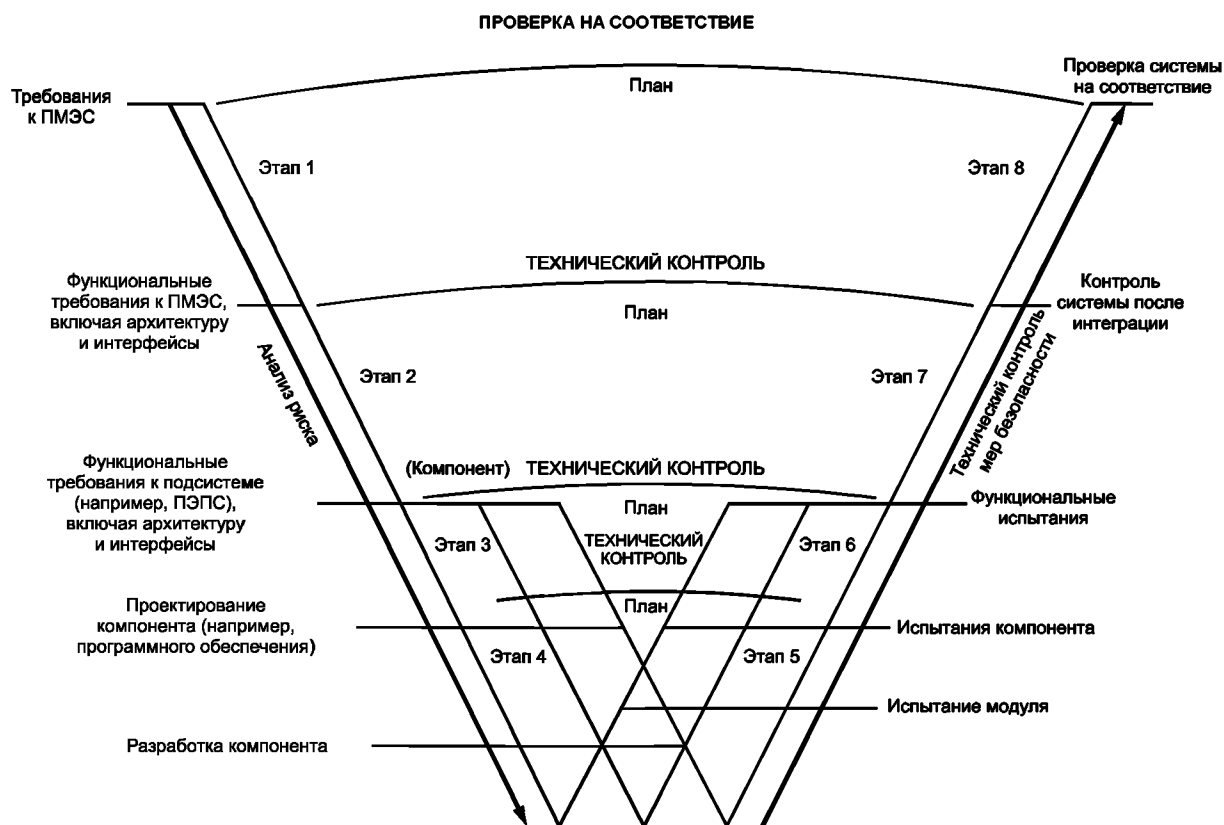 ПРОВЕРКА НА СООТВЕТСТВИЕ
План
Проверка системы
на соответствие
Требования
к ПМЭС
Этап 1
Этап 8
ТЕХНИЧЕСКИЙ КОНТРОЛЬ
План
Функциональные
требования к ПМЭС,
включая архитектуру
и интерфейсы
Контроль
системы после
интеграции
Анализ риска
Этап 2
Этап 7
Технический контроль
мер безопасности
(Компонент)
ТЕХНИЧЕСКИЙ КОНТРОЛЬ
План
Функциональные
требования к подсистеме
(например, ПЭПС),
включая архитектуру
и интерфейсы
Функциональные
испытания
Этап 3
ТЕХНИЧЕСКИЙ
КОНТРОЛЬ
Этап 6
План
Проектирование
компонента (например,
программного обеспечения)
Испытания компонента
Этап 4
Этап 5
Испытание модуля
Разработка компонента